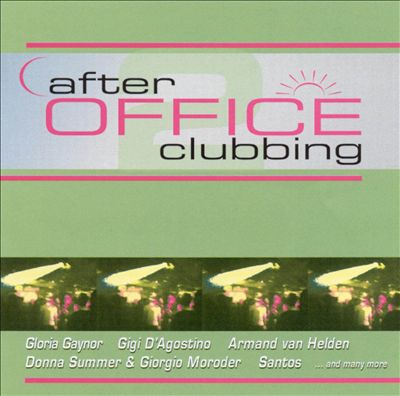 after
2
OFFICE
clubbing
Gloria Gaynor Gigi D'Agostino Armand van Helden
Donna Summer & Giorgio Moroder Santos ... and many more